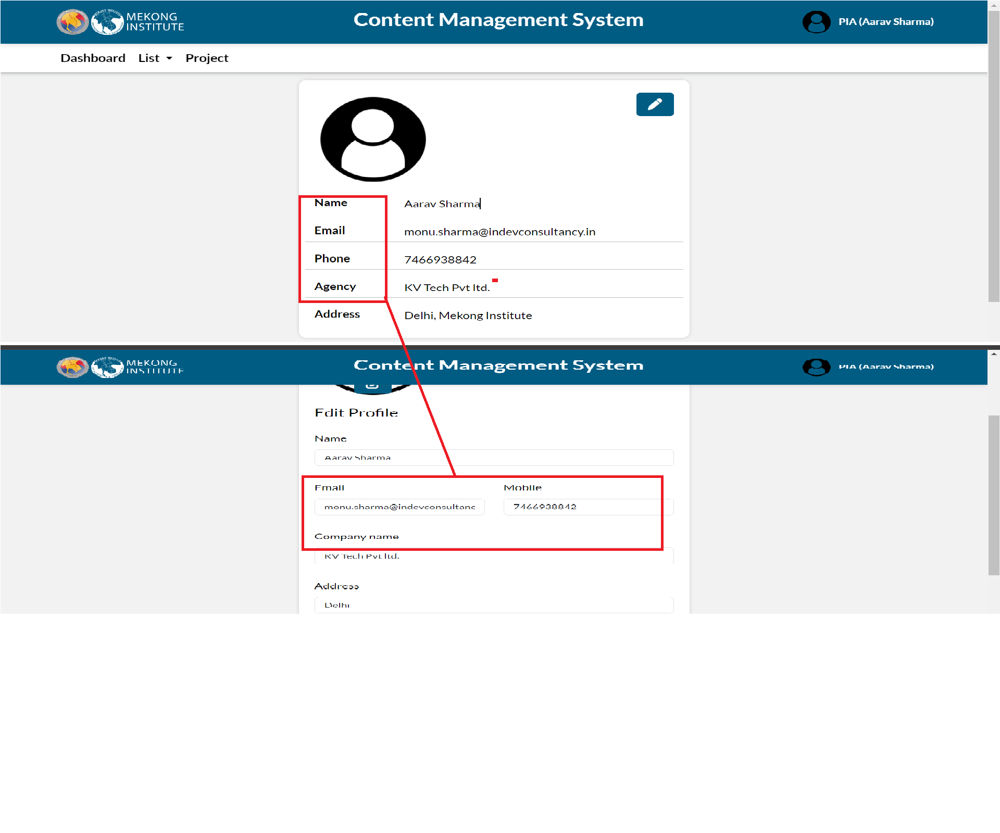 MEKONG
INSTITUTE
Content Management System
PIA (Aarav Sharma)
Dashboard List Project
Name Aarav Sharma
Email monu.sharma@indevconsultancy.in
Phone 7466938842
Agency KV Tech Pvt ltd.
Address Delhi, Mekong Institute
MEKONG
INSTITUTE
Content Management System
PIA (Aarav Sharma)
Edit Profile
Name
Aarav Sharma
Email Mobile
monu.sharma@indevconsultanc 7466938842
Company name
KV Tech Pvt ltd.
Address
Delhi